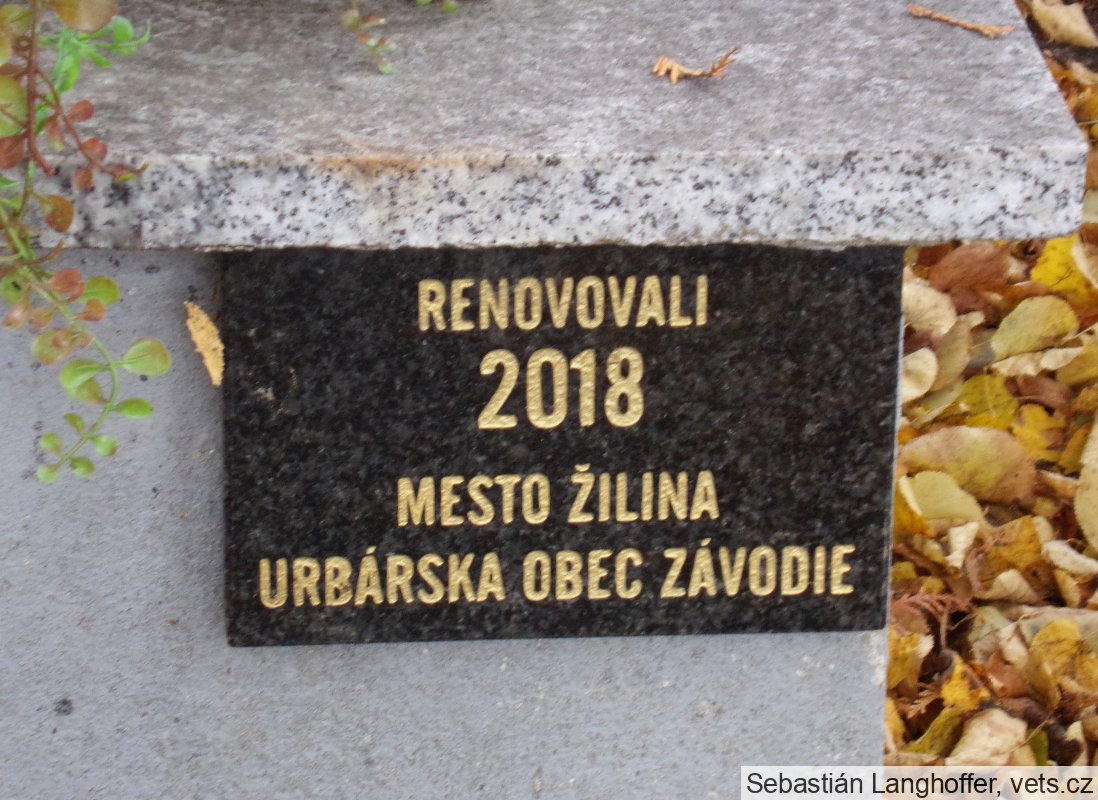 RENOVOVALI
2018
MESTO ŽILINA
URBÁRSKA OBEC ZÁVODIE
Sebastián Langhoffer, vets.cz